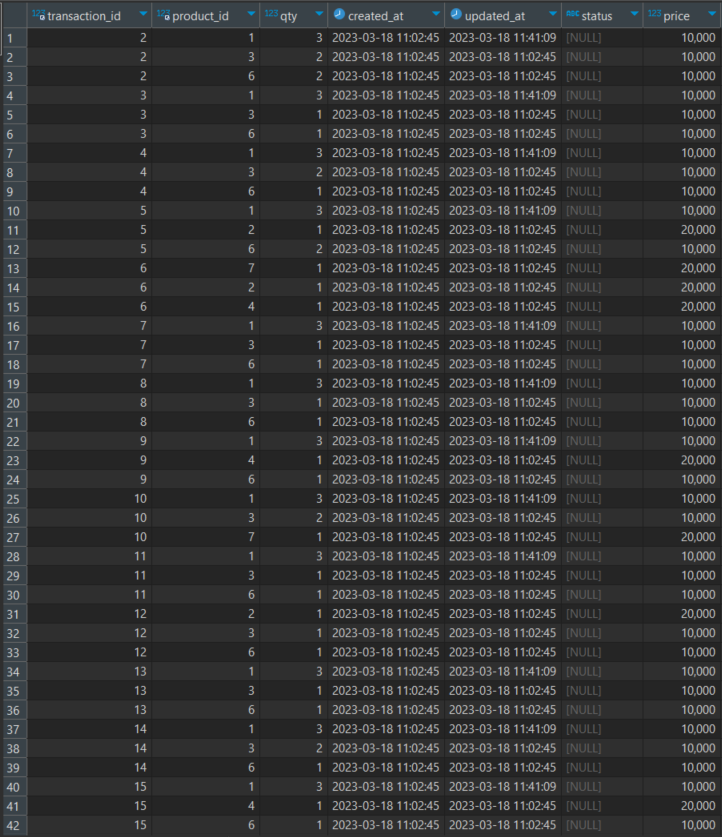 123 transaction_id 123 product_id 123 qty created_at updated_at ABC status 123 price
1 2 1 3 2023-03-18 11:02:45 2023-03-18 11:41:09 [NULL] 10,000
2 2 3 2 2023-03-18 11:02:45 2023-03-18 11:02:45 [NULL] 10,000
3 2 6 2 2023-03-18 11:02:45 2023-03-18 11:02:45 [NULL] 10,000
4 3 1 3 2023-03-18 11:02:45 2023-03-18 11:41:09 [NULL] 10,000
5 3 3 1 2023-03-18 11:02:45 2023-03-18 11:02:45 [NULL] 10,000
6 3 6 1 2023-03-18 11:02:45 2023-03-18 11:02:45 [NULL] 10,000
7 4 1 3 2023-03-18 11:02:45 2023-03-18 11:41:09 [NULL] 10,000
8 4 3 2 2023-03-18 11:02:45 2023-03-18 11:02:45 [NULL] 10,000
9 4 6 1 2023-03-18 11:02:45 2023-03-18 11:02:45 [NULL] 10,000
10 5 1 3 2023-03-18 11:02:45 2023-03-18 11:41:09 [NULL] 10,000
11 5 2 1 2023-03-18 11:02:45 2023-03-18 11:02:45 [NULL] 20,000
12 5 6 2 2023-03-18 11:02:45 2023-03-18 11:02:45 [NULL] 10,000
13 6 7 1 2023-03-18 11:02:45 2023-03-18 11:02:45 [NULL] 20,000
14 6 2 1 2023-03-18 11:02:45 2023-03-18 11:02:45 [NULL] 20,000
15 6 4 1 2023-03-18 11:02:45 2023-03-18 11:02:45 [NULL] 20,000
16 7 1 3 2023-03-18 11:02:45 2023-03-18 11:41:09 [NULL] 10,000
17 7 3 1 2023-03-18 11:02:45 2023-03-18 11:02:45 [NULL] 10,000
18 7 6 1 2023-03-18 11:02:45 2023-03-18 11:02:45 [NULL] 10,000
19 8 1 3 2023-03-18 11:02:45 2023-03-18 11:41:09 [NULL] 10,000
20 8 3 1 2023-03-18 11:02:45 2023-03-18 11:02:45 [NULL] 10,000
21 8 6 1 2023-03-18 11:02:45 2023-03-18 11:02:45 [NULL] 10,000
22 9 1 3 2023-03-18 11:02:45 2023-03-18 11:41:09 [NULL] 10,000
23 9 4 1 2023-03-18 11:02:45 2023-03-18 11:02:45 [NULL] 20,000
24 9 6 1 2023-03-18 11:02:45 2023-03-18 11:02:45 [NULL] 10,000
25 10 1 3 2023-03-18 11:02:45 2023-03-18 11:41:09 [NULL] 10,000
26 10 3 2 2023-03-18 11:02:45 2023-03-18 11:02:45 [NULL] 10,000
27 10 7 1 2023-03-18 11:02:45 2023-03-18 11:02:45 [NULL] 20,000
28 11 1 3 2023-03-18 11:02:45 2023-03-18 11:41:09 [NULL] 10,000
29 11 3 1 2023-03-18 11:02:45 2023-03-18 11:02:45 [NULL] 10,000
30 11 6 1 2023-03-18 11:02:45 2023-03-18 11:02:45 [NULL] 10,000
31 12 2 1 2023-03-18 11:02:45 2023-03-18 11:02:45 [NULL] 20,000
32 12 3 1 2023-03-18 11:02:45 2023-03-18 11:02:45 [NULL] 10,000
33 12 6 1 2023-03-18 11:02:45 2023-03-18 11:02:45 [NULL] 10,000
34 13 1 3 2023-03-18 11:02:45 2023-03-18 11:41:09 [NULL] 10,000
35 13 3 1 2023-03-18 11:02:45 2023-03-18 11:02:45 [NULL] 10,000
36 13 6 1 2023-03-18 11:02:45 2023-03-18 11:02:45 [NULL] 10,000
37 14 1 3 2023-03-18 11:02:45 2023-03-18 11:41:09 [NULL] 10,000
38 14 3 2 2023-03-18 11:02:45 2023-03-18 11:02:45 [NULL] 10,000
39 14 6 1 2023-03-18 11:02:45 2023-03-18 11:02:45 [NULL] 10,000
40 15 1 3 2023-03-18 11:02:45 2023-03-18 11:41:09 [NULL] 10,000
41 15 4 1 2023-03-18 11:02:45 2023-03-18 11:02:45 [NULL] 20,000
42 15 6 1 2023-03-18 11:02:45 2023-03-18 11:02:45 [NULL] 10,000